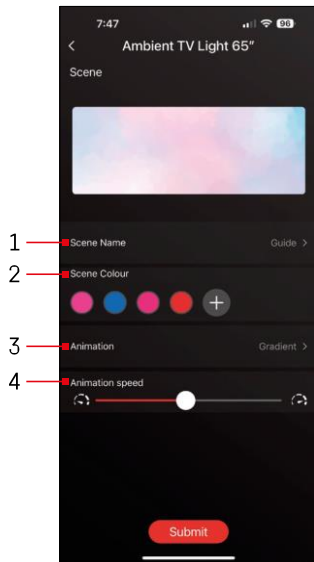 7:47 96
Ambient TV Light 65"
Scene
1 Scene Name Guide >
2 Scene Colour
+
3 Animation Gradient >
4 Animation speed
Submit